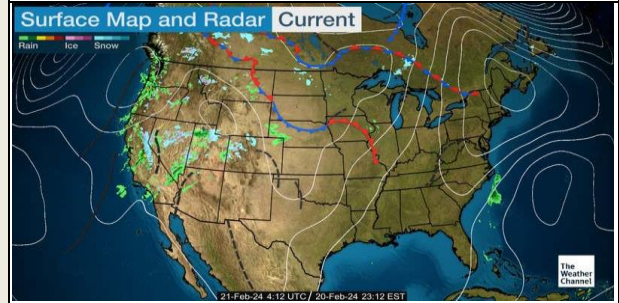 Surface Map and Radar Current
Rain Ice Snow
The
Weather
Channel
21-Feb-24 4:12 UTC / 20-Feb-24 23:12 EST